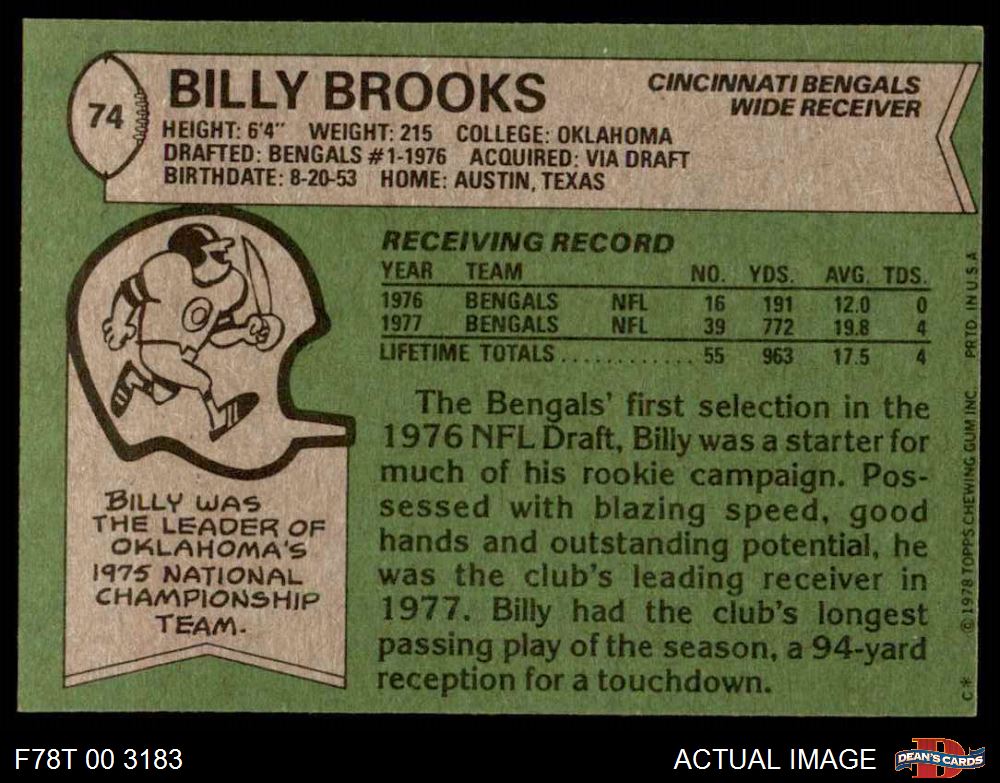 74
BILLY BROOKS
CINCINNATI BENGALS
WIDE RECEIVER
HEIGHT: 6'4" WEIGHT: 215 COLLEGE: OKLAHOMA
DRAFTED: BENGALS #1-1976 ACQUIRED: VIA DRAFT
BIRTHDATE: 8-20-53 HOME: AUSTIN, TEXAS
O
BILLY WAS
THE LEADER OF
OKLAHOMA'S
1975 NATIONAL
CHAMPIONSHIP
TEAM.
RECEIVING RECORD
YEAR TEAM NO. YDS. AVG. TDS.
1976 BENGALS NFL 16 191 12.0 0
1977 BENGALS NFL 39 772 19.8 4
LIFETIME TOTALS............ 55 963 17.5 4
The Bengals' first selection in the
1976 NFL Draft, Billy was a starter for
much of his rookie campaign. Pos-
sessed with blazing speed, good
hands and outstanding potential, he
was the club's leading receiver in
1977. Billy had the club's longest
passing play of the season, a 94-yard
reception for a touchdown.
C* © 1978 TOPPS CHEWING GUM INC. PRTD. IN U.S.A
F78T 00 3183
ACTUAL IMAGE
D
DEAN'S CARDS